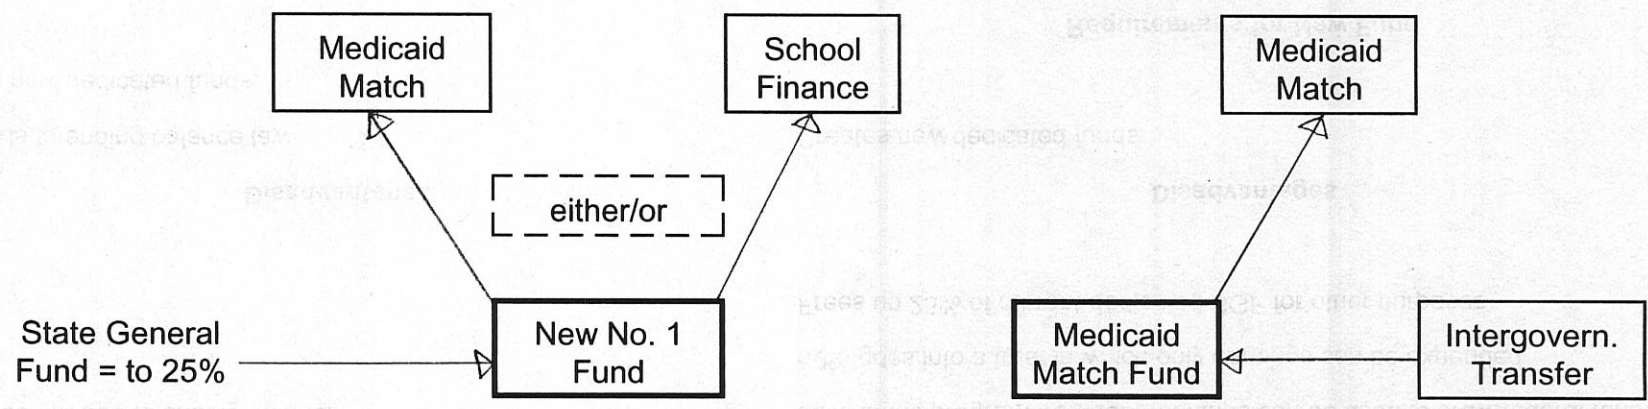 Medicaid
Match
School
Finance
Medicaid
Match
either/or
State General
Fund = to 25%
New No. 1
Fund
Medicaid
Match Fund
Intergovern.
Transfer